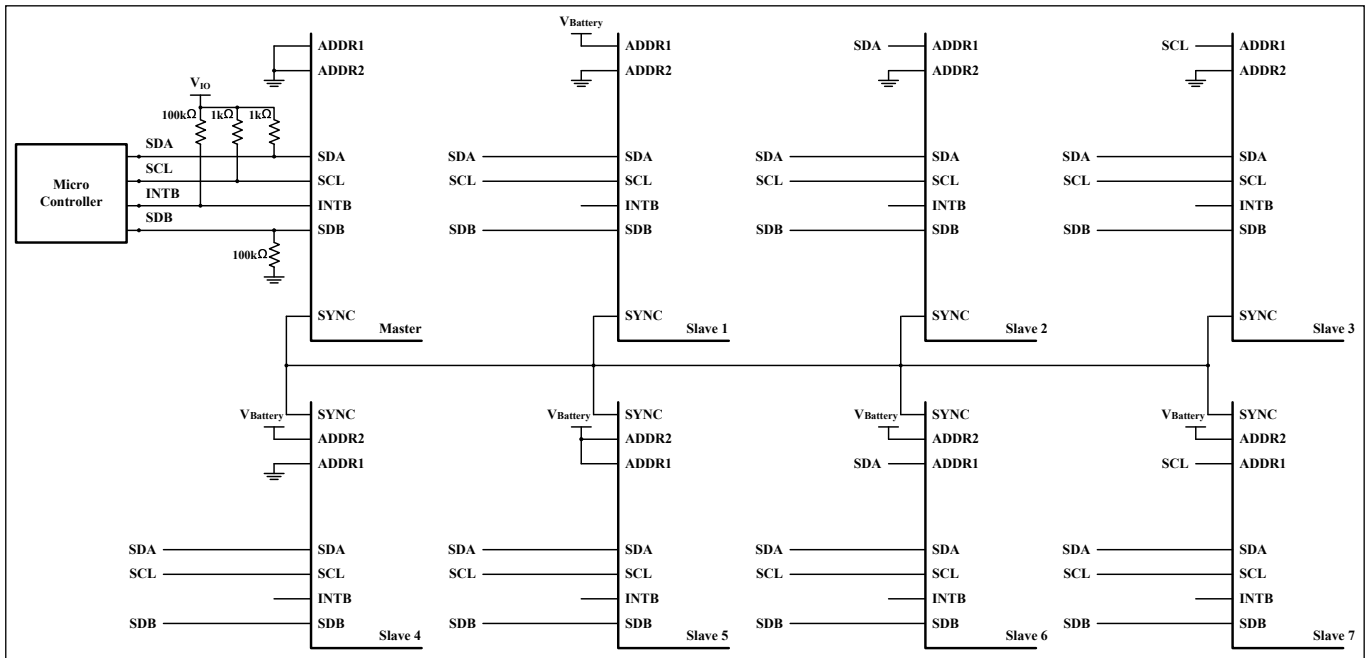 V_IO
100kΩ 1kΩ 1kΩ
Micro
Controller
SDA
SCL
INTB
SDB
100kΩ
ADDR1
ADDR2
SDA
SCL
INTB
SDB
SYNC
Master
VBattery
ADDR1
ADDR2
SDA SDA
SCL SCL
INTB
SDB SDB
SYNC
Slave 1
SDA ADDR1
ADDR2
SDA SDA
SCL SCL
INTB
SDB SDB
SYNC
Slave 2
SCL ADDR1
ADDR2
SDA SDA
SCL SCL
INTB
SDB SDB
SYNC
Slave 3
VBattery SYNC
ADDR2
ADDR1
SDA SDA
SCL SCL
INTB
SDB SDB
Slave 4
VBattery SYNC
ADDR2
ADDR1
SDA SDA
SCL SCL
INTB
SDB SDB
Slave 5
VBattery SYNC
ADDR2
SDA ADDR1
SDA SDA
SCL SCL
INTB
SDB SDB
Slave 6
VBattery SYNC
ADDR2
SCL ADDR1
SDA SDA
SCL SCL
INTB
SDB SDB
Slave 7